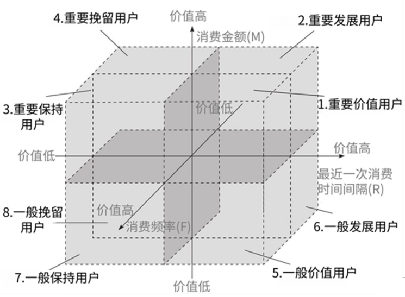 价值高
4.重要挽留用户
2.重要发展用户
消费金额(M)
3.重要保持
用户
价值低
1.重要价值用户
价值低
价值高
最近一次消费
时间间隔(R)
8.一般挽留
用户
价值高
消费频率(F)
6.一般发展用户
7.一般保持用户
价值低
5.一般价值用户